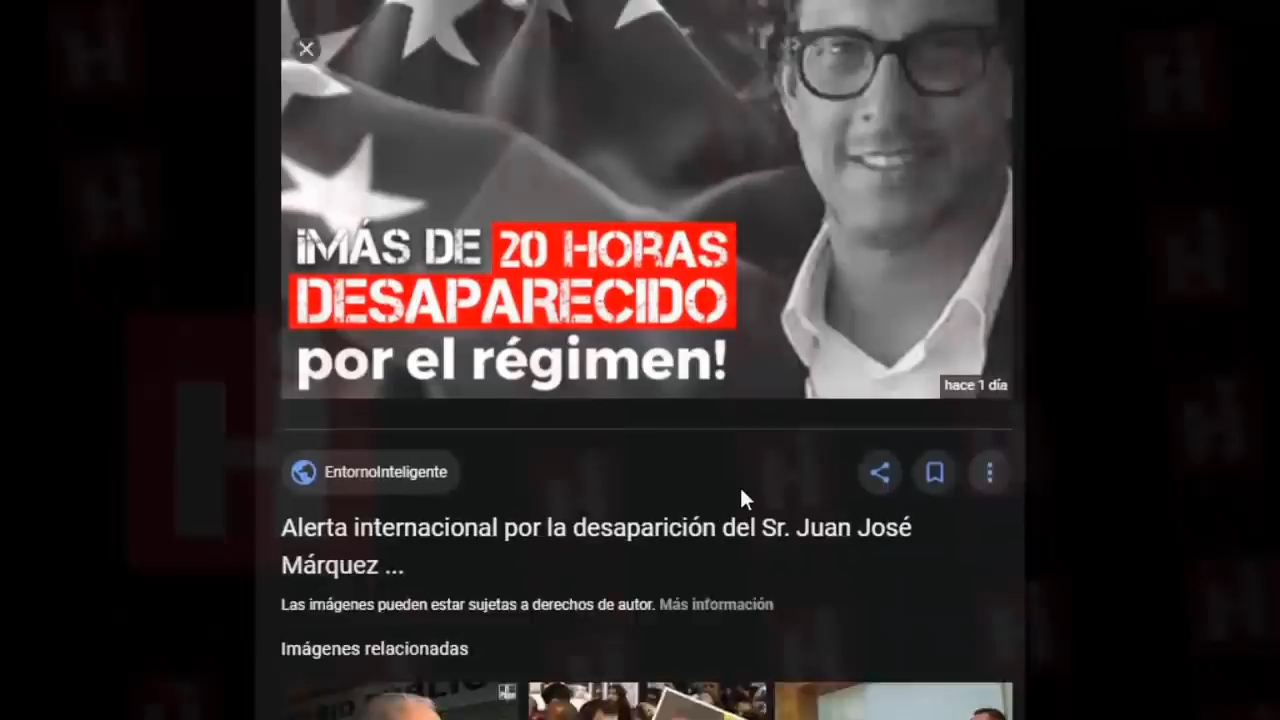 ¡MÁS DE 20 HORAS
DESAPARECIDO
por el régimen!
hace 1 día
EntornoInteligente
Alerta internacional por la desaparición del Sr. Juan José
Márquez ...
Las imágenes pueden estar sujetas a derechos de autor. Más información
Imágenes relacionadas